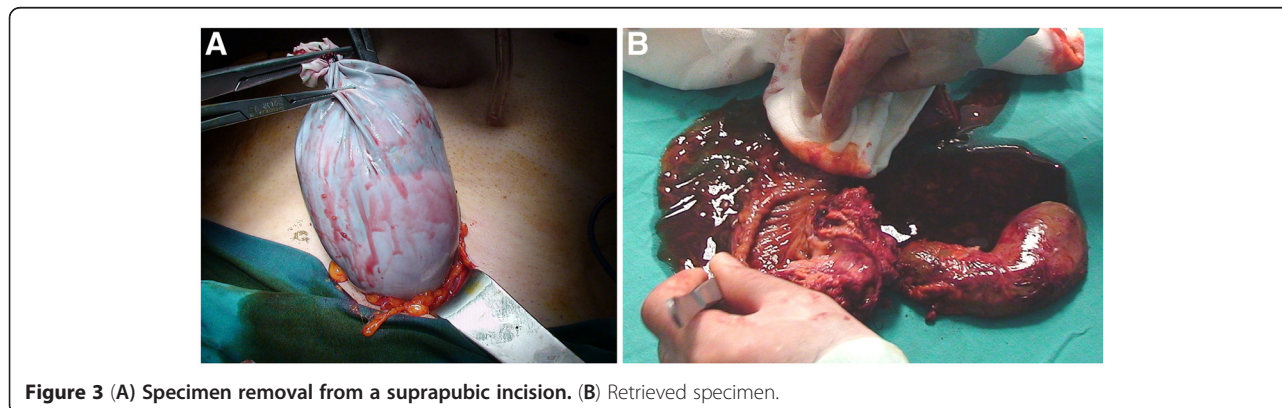 A
B
Figure 3 (A) Specimen removal from a suprapubic incision. (B) Retrieved specimen.